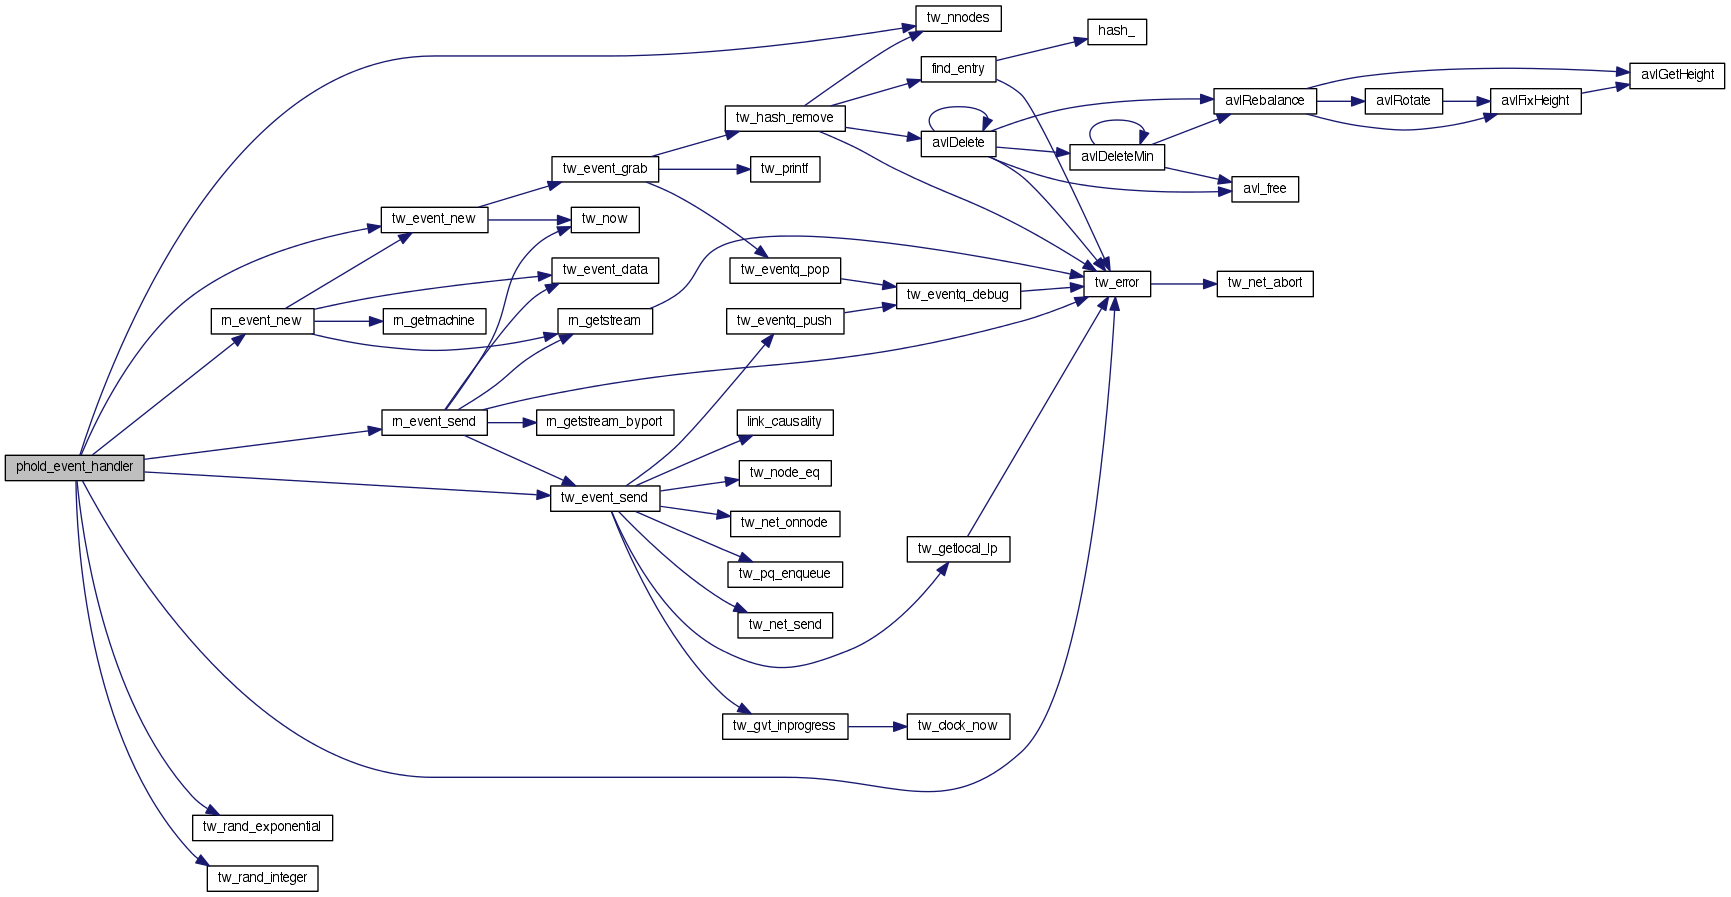 tw_nnodes
hash_
find_entry
avlGetHeight
avlRebalance
avlRotate
avlFixHeight
tw_hash_remove
avlDelete
avlDeleteMin
tw_event_grab
tw_printf
avl_free
tw_event_new
tw_now
tw_event_data
tw_eventq_pop
tw_error
tw_net_abort
tw_eventq_debug
rn_event_new
rn_getmachine
rn_getstream
tw_eventq_push
rn_event_send
rn_getstream_byport
link_causality
phold_event_handler
tw_node_eq
tw_event_send
tw_net_onnode
tw_getlocal_lp
tw_pq_enqueue
tw_net_send
tw_gvt_inprogress
tw_clock_now
tw_rand_exponential
tw_rand_integer